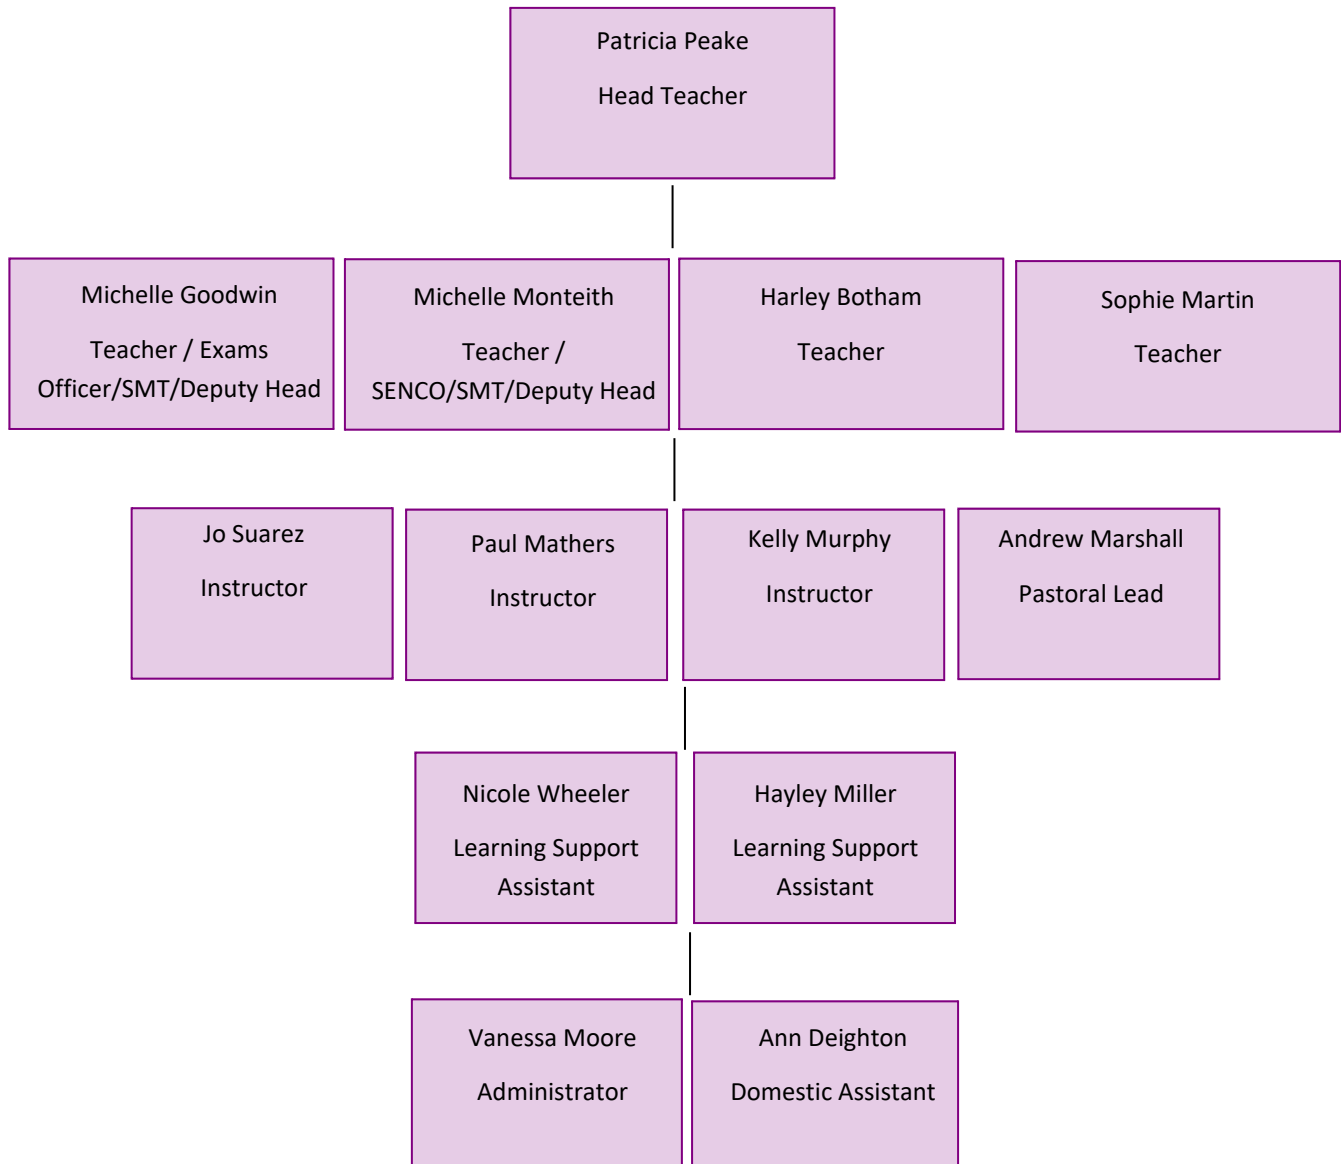 Patricia Peake
Head Teacher
Michelle Goodwin
Teacher / Exams
Officer/SMT/Deputy Head
Michelle Monteith
Teacher /
SENCO/SMT/Deputy Head
Harley Botham
Teacher
Sophie Martin
Teacher
Jo Suarez
Instructor
Paul Mathers
Instructor
Kelly Murphy
Instructor
Andrew Marshall
Pastoral Lead
Nicole Wheeler
Learning Support
Assistant
Hayley Miller
Learning Support
Assistant
Vanessa Moore
Administrator
Ann Deighton
Domestic Assistant